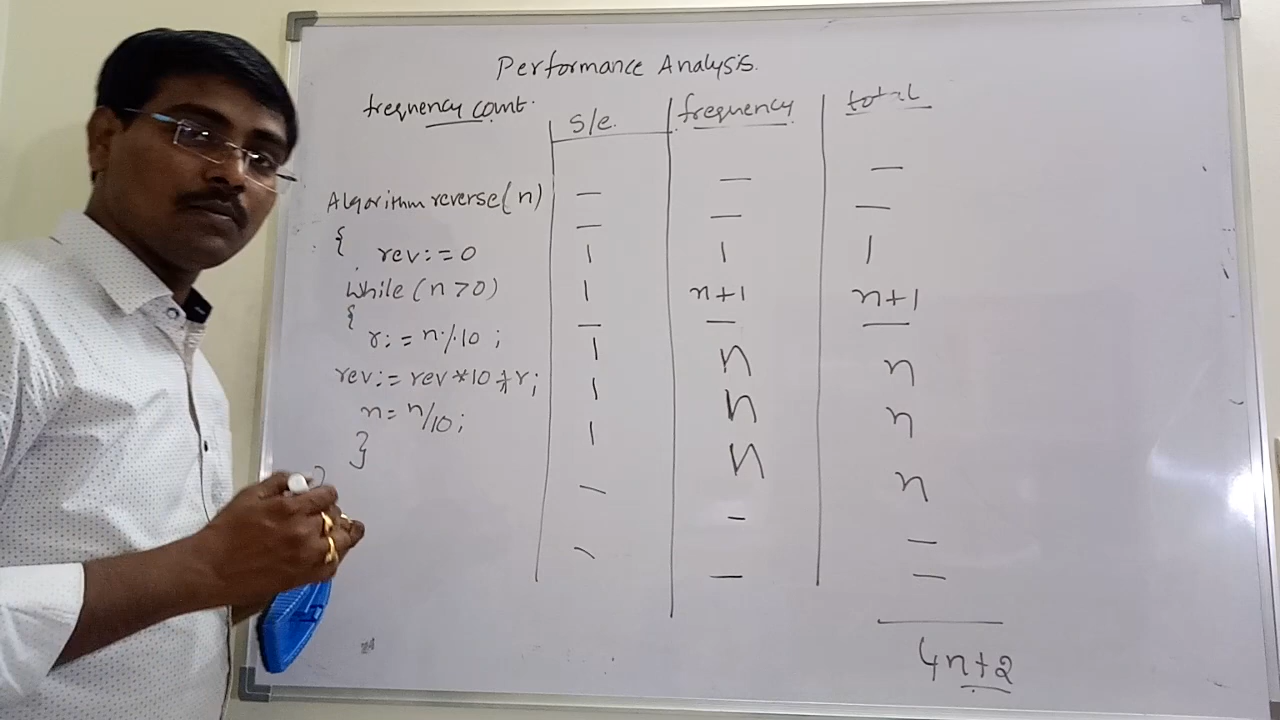 Performance Analysis.
frequency count.
s/e. frequency total
Algorithm reverse(n) — — —
{ — — —
rev:=0 1 1 1
while (n>0) 1 n+1 n+1
{ — — —
r:=n%10; 1 n n
rev:=rev*10+r; 1 n n
n=n/10; 1 n n
} — - —
— — —
4n+2